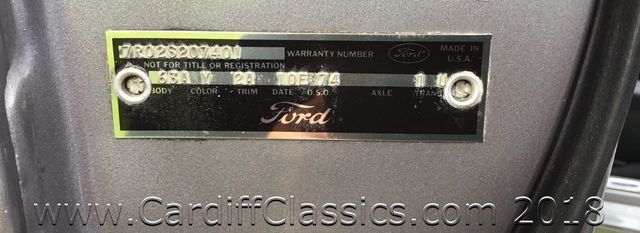 7R02S207401 WARRANTY NUMBER Ford MADE IN U.S.A.
NOT FOR TITLE OR REGISTRATION
63A Y 2A 10E 74 1 U
BODY COLOR TRIM DATE D.S.O. AXLE TRANS
Ford
© www.CardiffClassics.com 2018